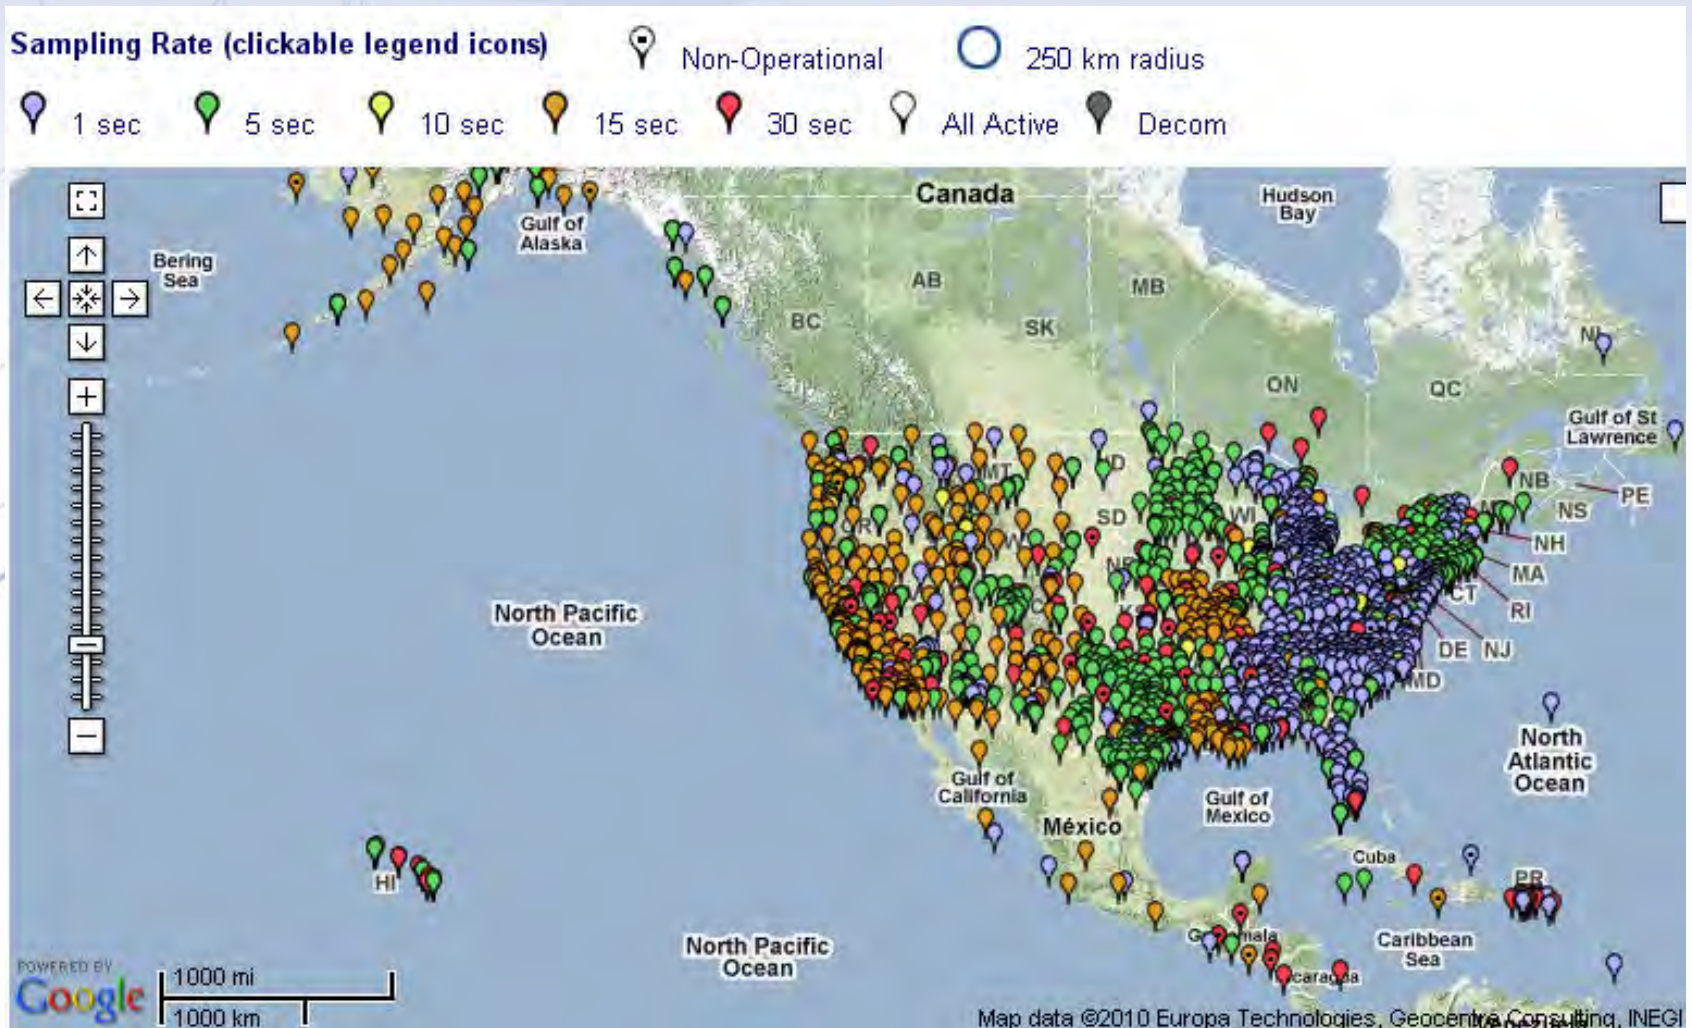 Sampling Rate (clickable legend icons)
Non-Operational
250 km radius
1 sec
5 sec
10 sec
15 sec
30 sec
All Active
Decom
Canada
Hudson
Bay
Gulf of
Alaska
Bering
Sea
AB
MB
BC
SK
ON
QC
Gulf of St
Lawrence
MT
NB
PE
NS
SD
WI
NH
MA
CT
RI
DE
NJ
MD
North Pacific
Ocean
North
Atlantic
Ocean
Gulf of
California
Gulf of
Mexico
México
Cuba
HI
PR
North Pacific
Ocean
Caribbean
Sea
POWERED BY
Google
1000 mi
1000 km
Map data ©2010 Europa Technologies, Geocentre Consulting, INEGI